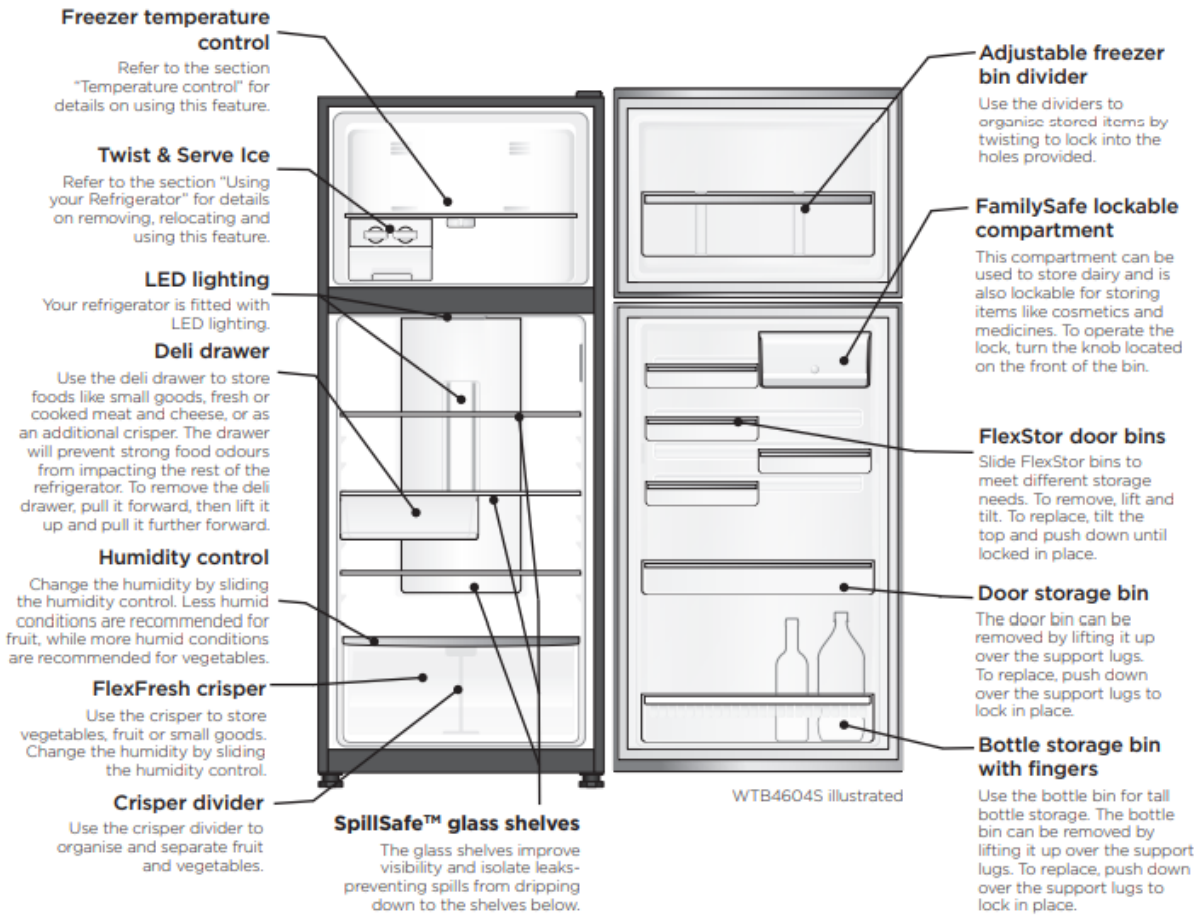 Freezer temperature
control
Refer to the section
"Temperature control" for
details on using this feature.
Twist & Serve Ice
Refer to the section "Using
your Refrigerator" for details
on removing, relocating and
using this feature.
LED lighting
Your refrigerator is fitted with
LED lighting.
Deli drawer
Use the deli drawer to store
foods like small goods, fresh or
cooked meat and cheese, or as
an additional crisper. The drawer
will prevent strong food odours
from impacting the rest of the
refrigerator. To remove the deli
drawer, pull it forward, then lift it
up and pull it further forward.
Humidity control
Change the humidity by sliding
the humidity control. Less humid
conditions are recommended for
fruit, while more humid conditions
are recommended for vegetables.
FlexFresh crisper
Use the crisper to store
vegetables, fruit or small goods.
Change the humidity by sliding
the humidity control.
Crisper divider
Use the crisper divider to
organise and separate fruit
and vegetables.
SpillSafe™ glass shelves
The glass shelves improve
visibility and isolate leaks-
preventing spills from dripping
down to the shelves below.
Adjustable freezer
bin divider
Use the dividers to
organise stored items by
twisting to lock into the
holes provided.
FamilySafe lockable
compartment
This compartment can be
used to store dairy and is
also lockable for storing
items like cosmetics and
medicines. To operate the
lock, turn the knob located
on the front of the bin.
FlexStor door bins
Slide FlexStor bins to
meet different storage
needs. To remove, lift and
tilt. To replace, tilt the
top and push down until
locked in place.
Door storage bin
The door bin can be
removed by lifting it up
over the support lugs.
To replace, push down
over the support lugs to
lock in place.
Bottle storage bin
with fingers
Use the bottle bin for tall
bottle storage. The bottle
bin can be removed by
lifting it up over the support
lugs. To replace, push down
over the support lugs to
lock in place.
WTB4604S illustrated